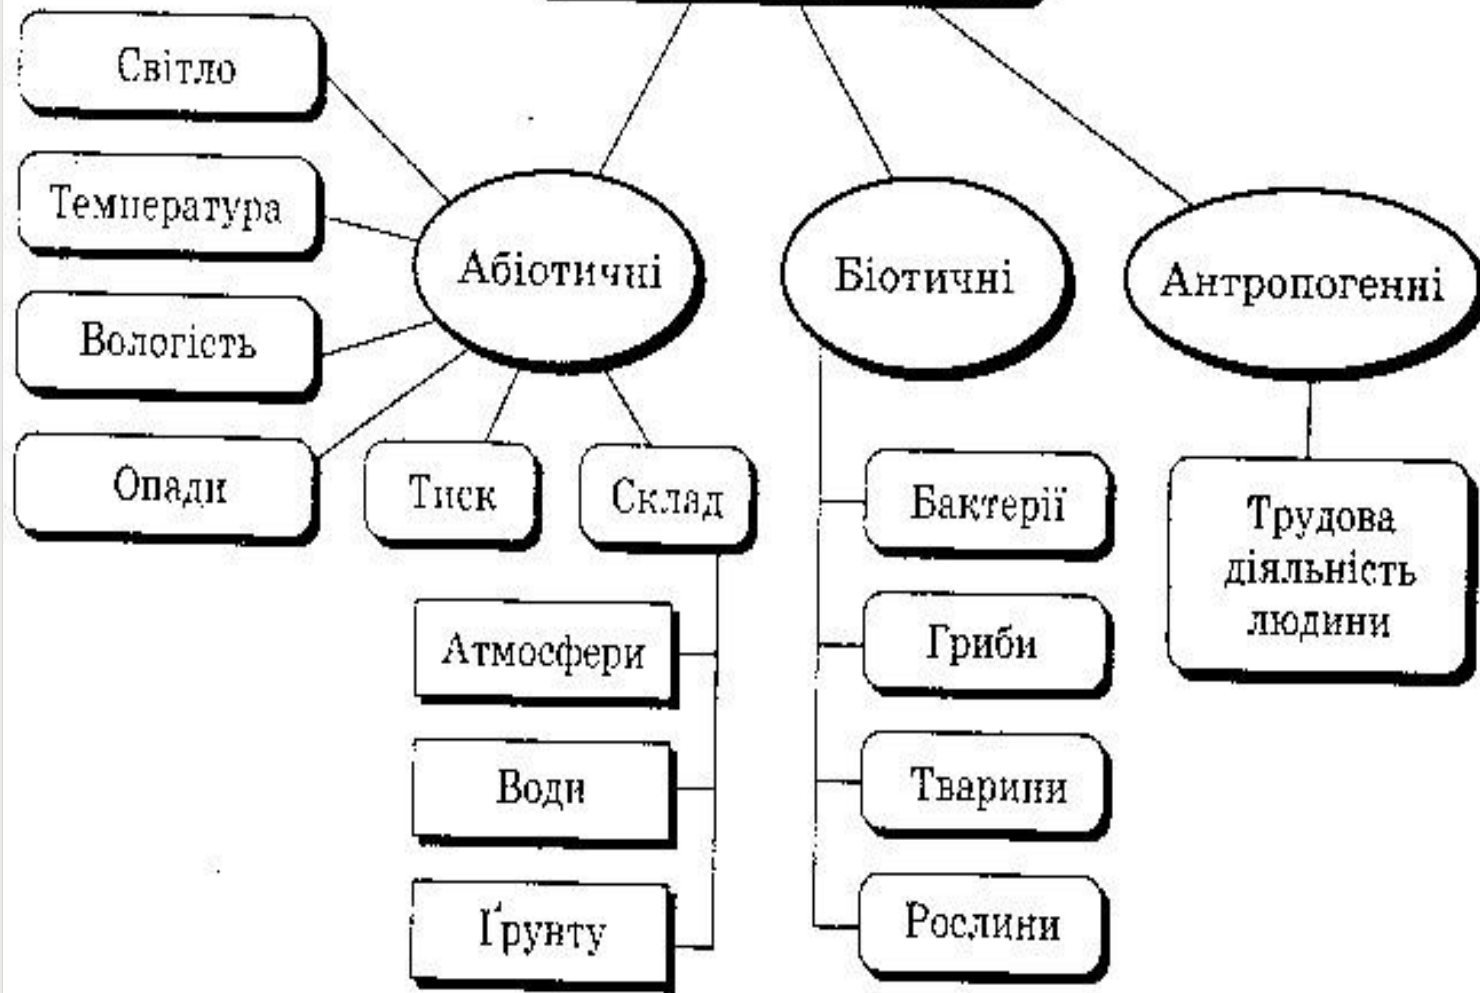 Світло
Температура
Вологість
Опади
Абіотичні
Біотичні
Антропогенні
Тиск
Склад
Атмосфери
Води
Ґрунту
Бактерії
Гриби
Тварини
Рослини
Трудова
діяльність
людини